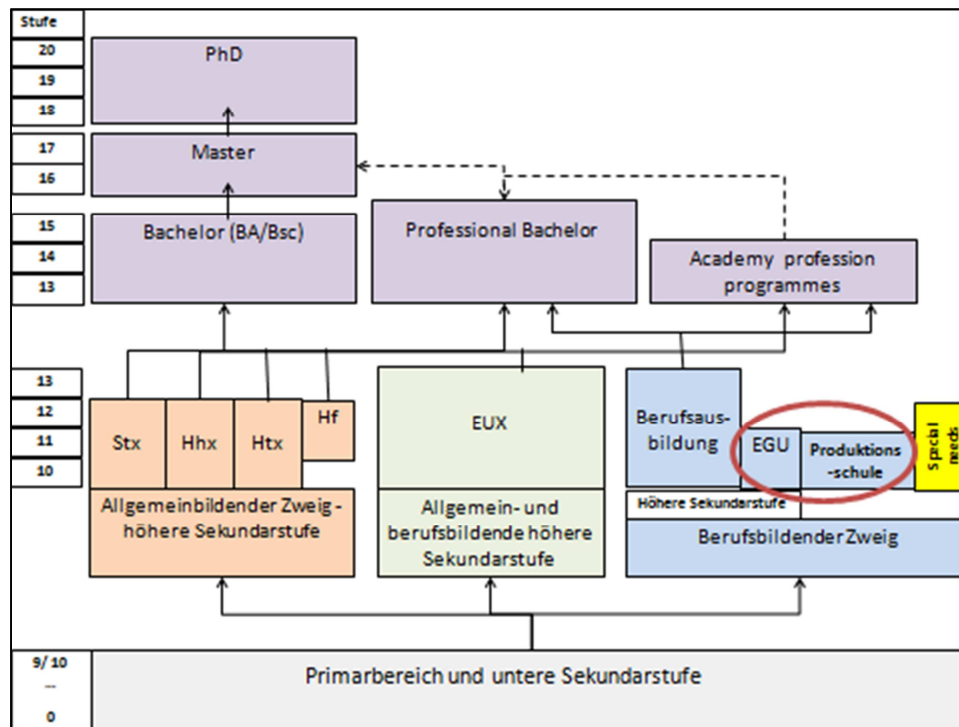 Stufe
20
19
18
17
16
15
14
13
PhD
Master
Bachelor (BA/Bsc)
Professional Bachelor
Academy profession
programmes
13
12
11
10
Stx
Hhx
Htx
Hf
Allgemeinbildender Zweig -
höhere Sekundarstufe
EUX
Allgemein- und
berufsbildende höhere
Sekundarstufe
Berufsaus-
bildung
EGU
Produktions
-schule
Special
needs
Höhere Sekundarstufe
Berufsbildender Zweig
9/10
...
0
Primarbereich und untere Sekundarstufe